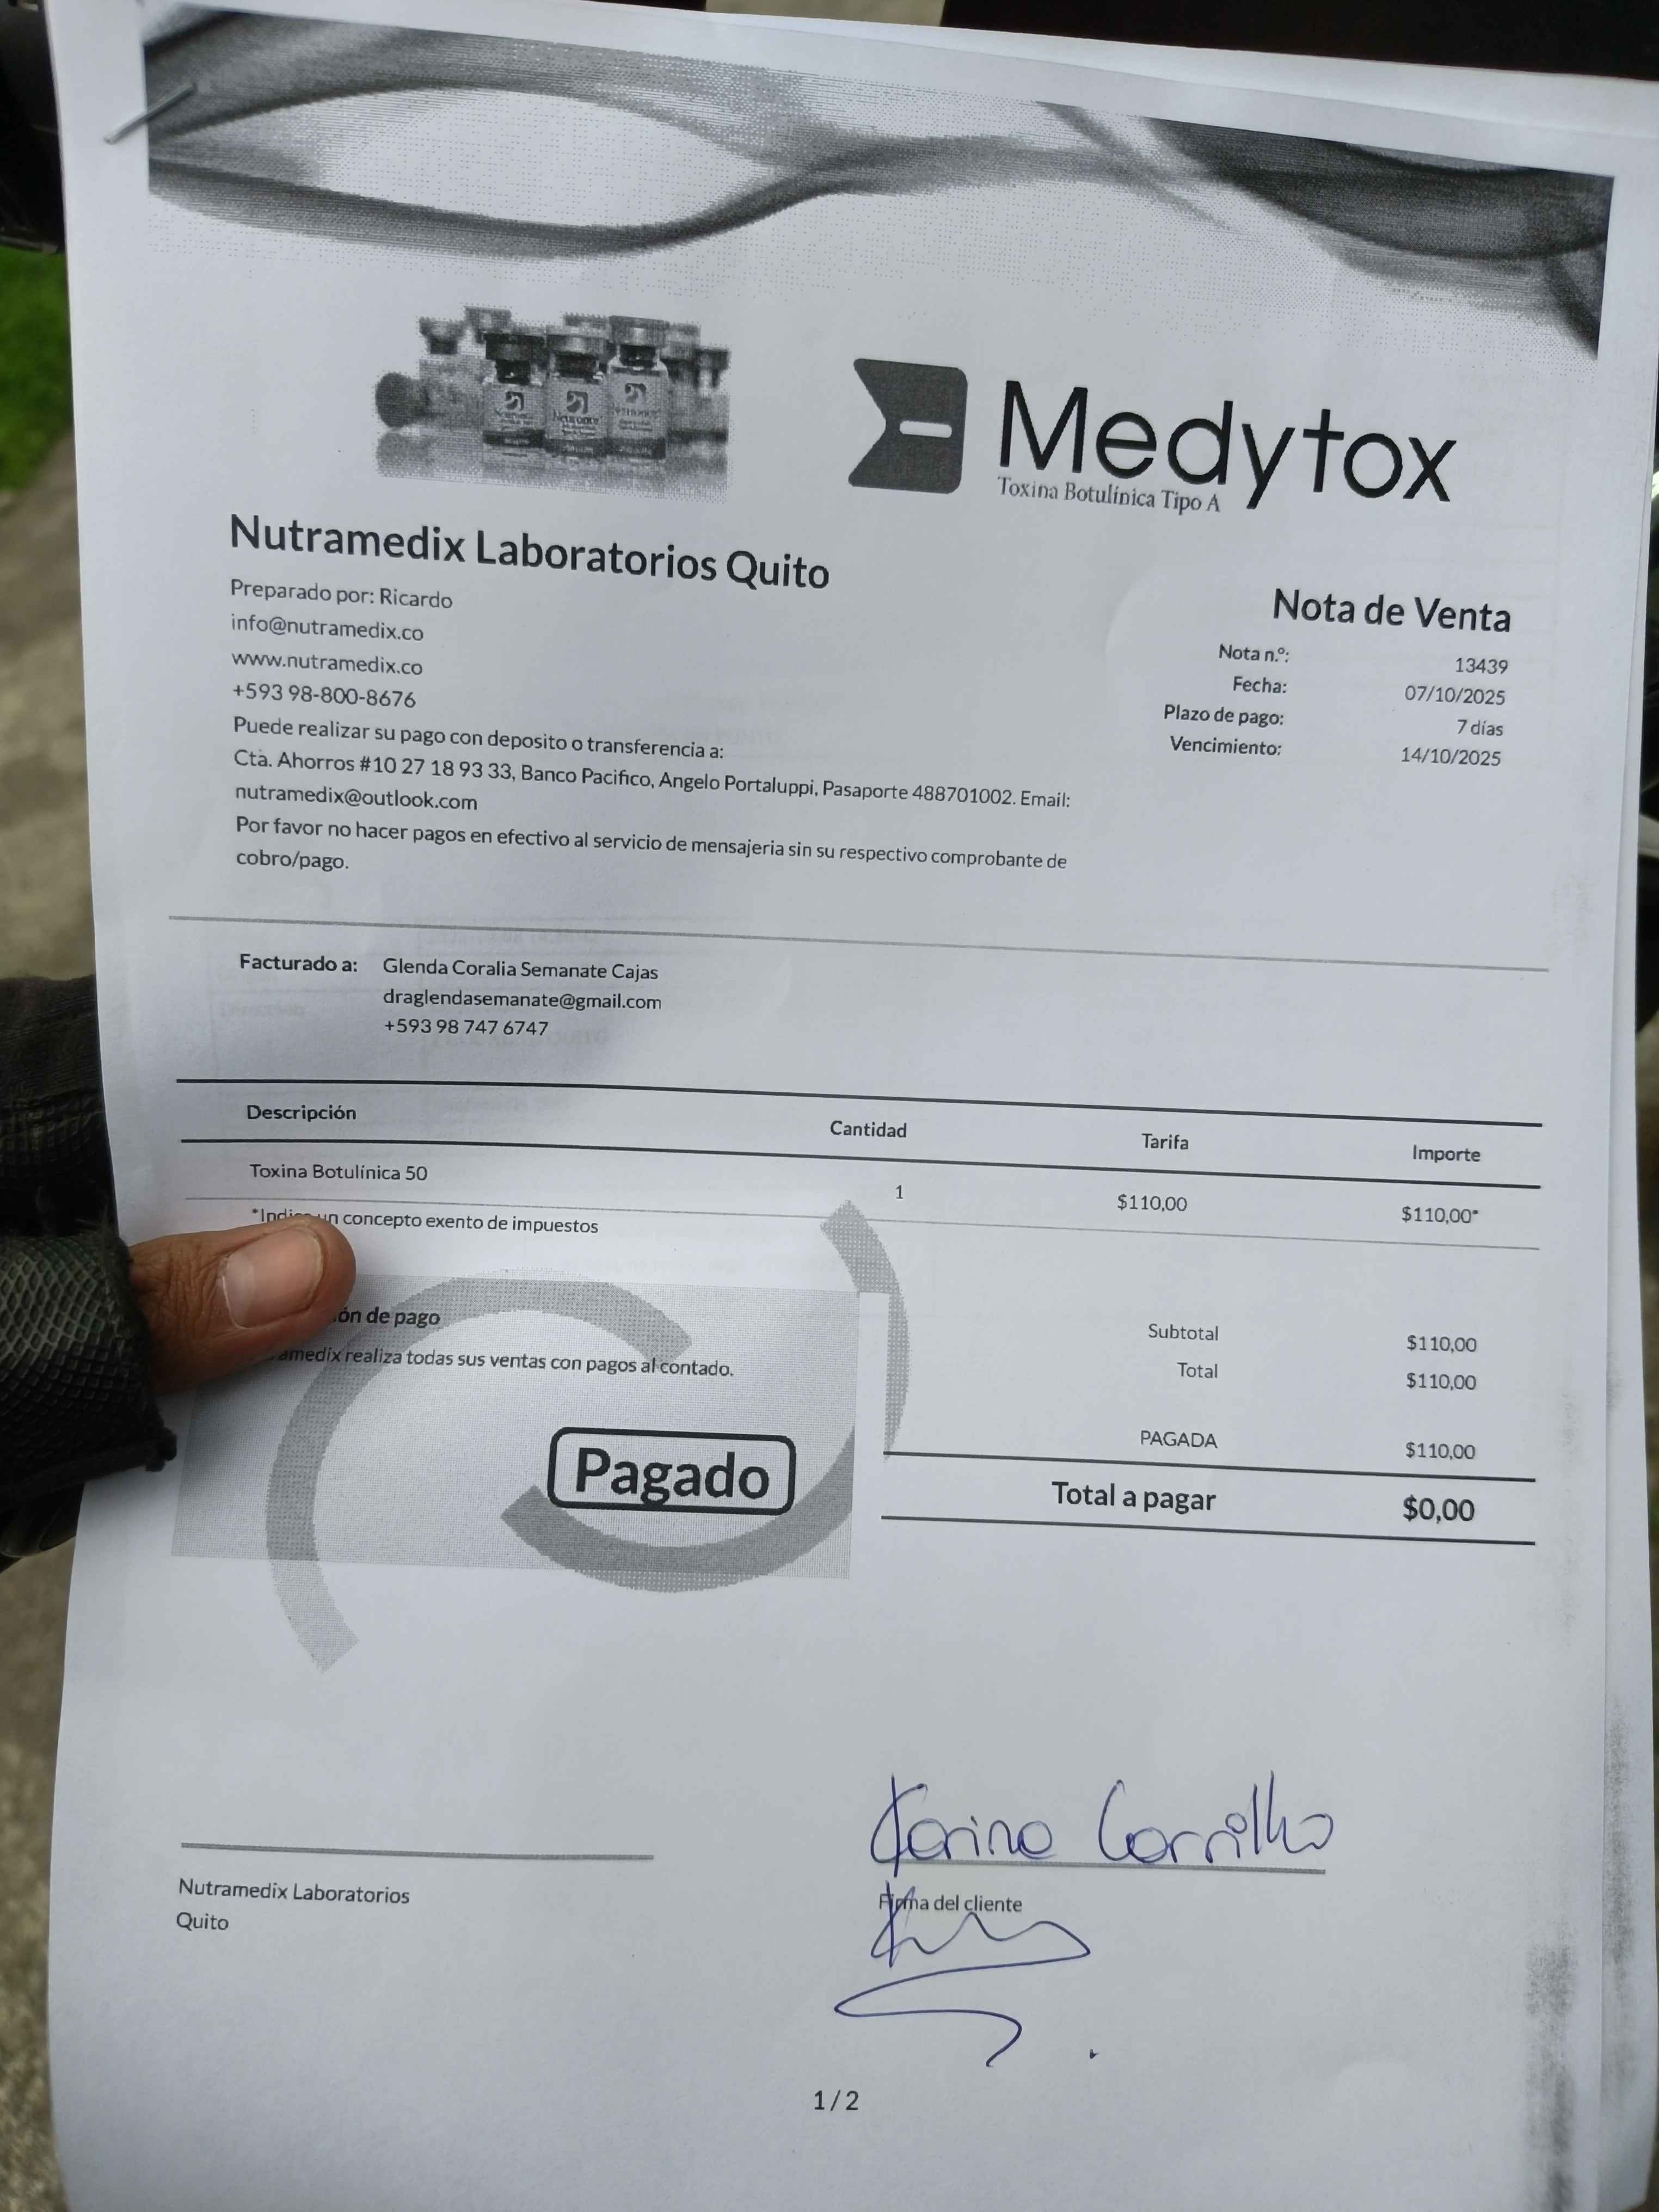 Medytox
Toxina Botulínica Tipo A
Nutramedix Laboratorios Quito
Preparado por: Ricardo
info@nutramedix.co
www.nutramedix.co
+593 98-800-8676
Puede realizar su pago con deposito o transferencia a:
Cta. Ahorros #10 27 18 93 33, Banco Pacifico, Angelo Portaluppi, Pasaporte 488701002. Email:
nutramedix@outlook.com
Por favor no hacer pagos en efectivo al servicio de mensajeria sin su respectivo comprobante de
cobro/pago.
Nota de Venta
Nota n.º: 13439
Fecha: 07/10/2025
Plazo de pago: 7 días
Vencimiento: 14/10/2025
Facturado a: Glenda Coralia Semanate Cajas
draglendasemanate@gmail.com
+593 98 747 6747
Descripción Cantidad Tarifa Importe
Toxina Botulínica 50 1 $110,00 $110,00*
un concepto exento de impuestos
de pago
realiza todas sus ventas con pagos al contado.
Pagado
Subtotal $110,00
Total $110,00
PAGADA $110,00
Total a pagar $0,00
Nutramedix Laboratorios
Quito
Karina Carrillo
Firma del cliente
1 / 2